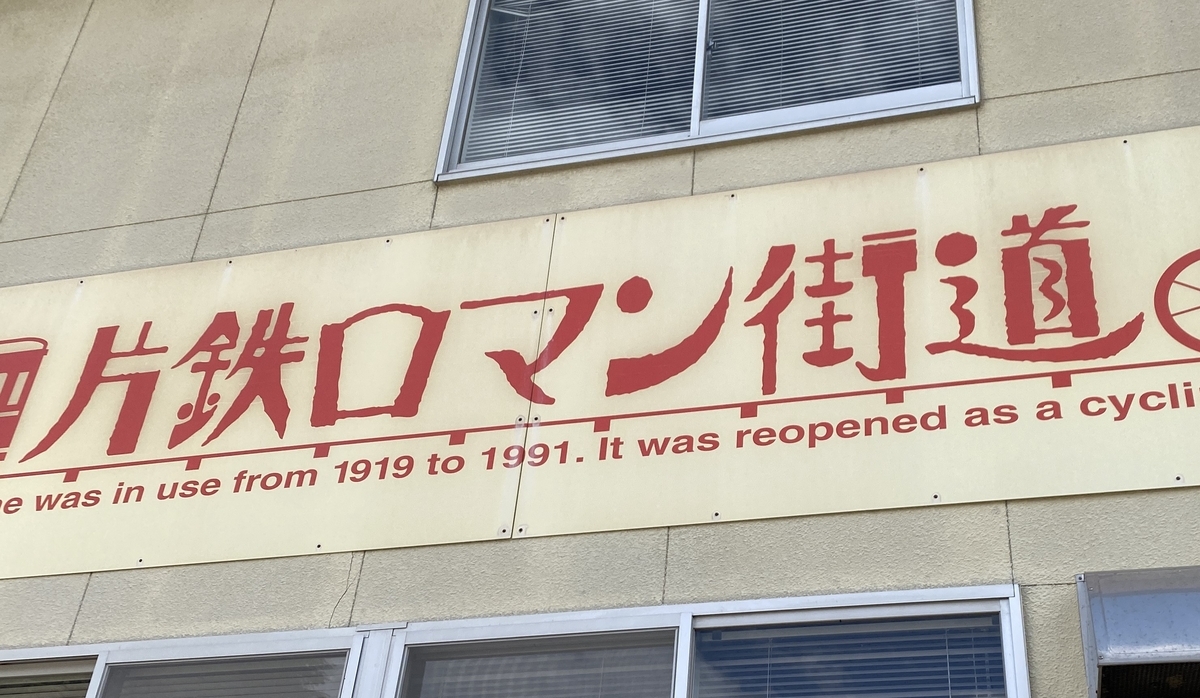 片鉄ロマン街道
was in use from 1919 to 1991. It was reopened as a